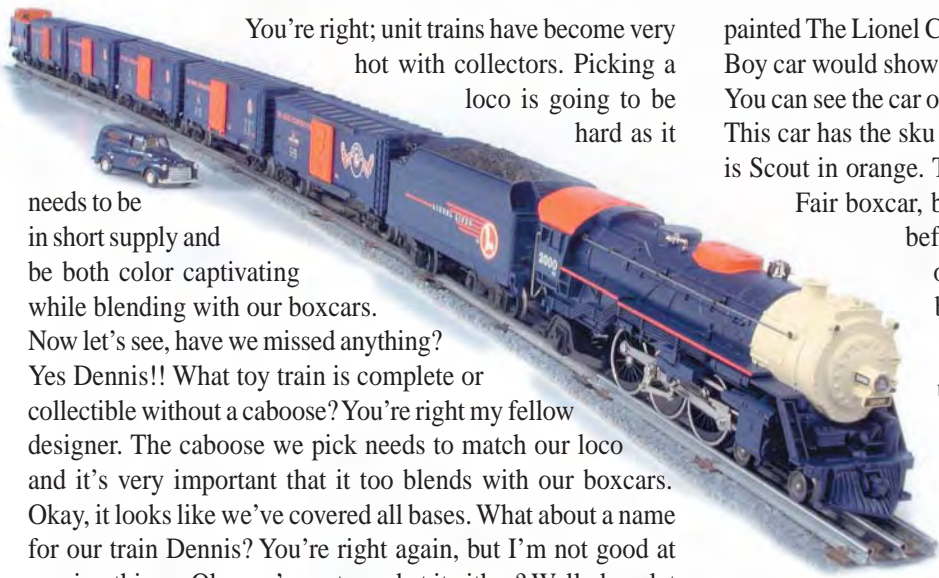 You're right; unit trains have become very
hot with collectors. Picking a
loco is going to be
hard as it
needs to be
in short supply and
be both color captivating
while blending with our boxcars.
Now let's see, have we missed anything?
Yes Dennis!! What toy train is complete or
collectible without a caboose? You're right my fellow
designer. The caboose we pick needs to match our loco
and it's very important that it too blends with our boxcars.
Okay, it looks like we've covered all bases. What about a name
for our train Dennis? You're right again, but I'm not good at
painted The Lionel C
Boy car would show
You can see the car o
This car has the sku
is Scout in orange. T
Fair boxcar, b
bef
o
b
LIONEL LINES
L
2000